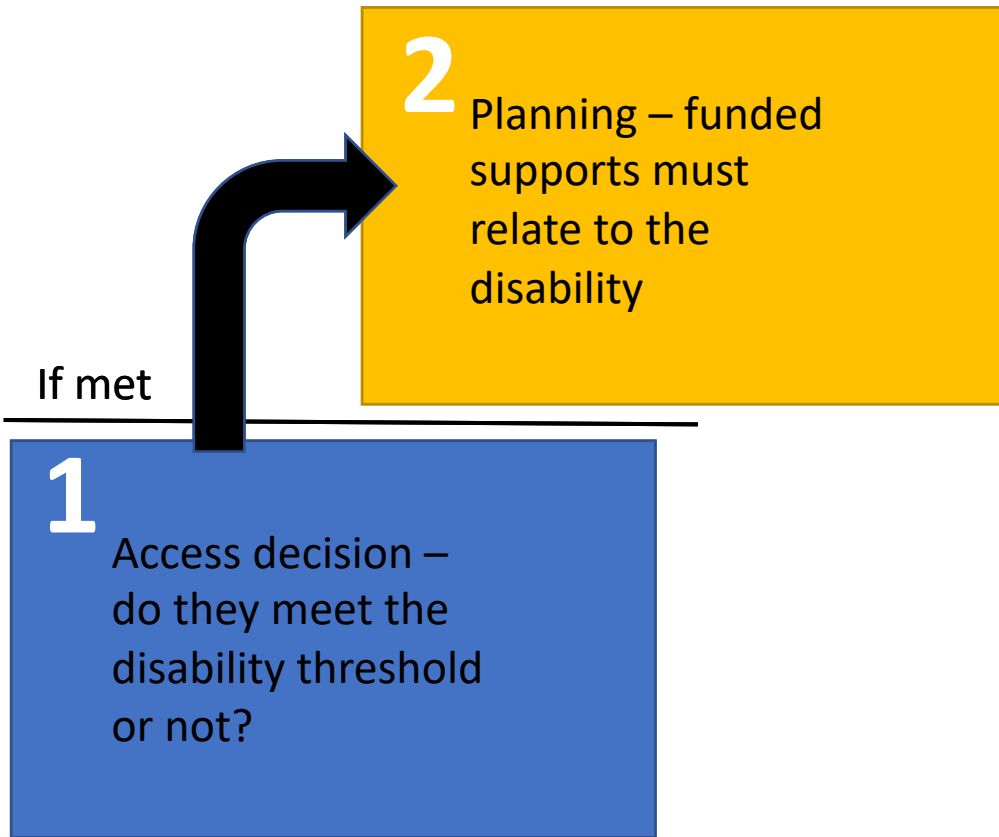 2
Planning – funded
supports must
relate to the
disability
If met
1
Access decision –
do they meet the
disability threshold
or not?